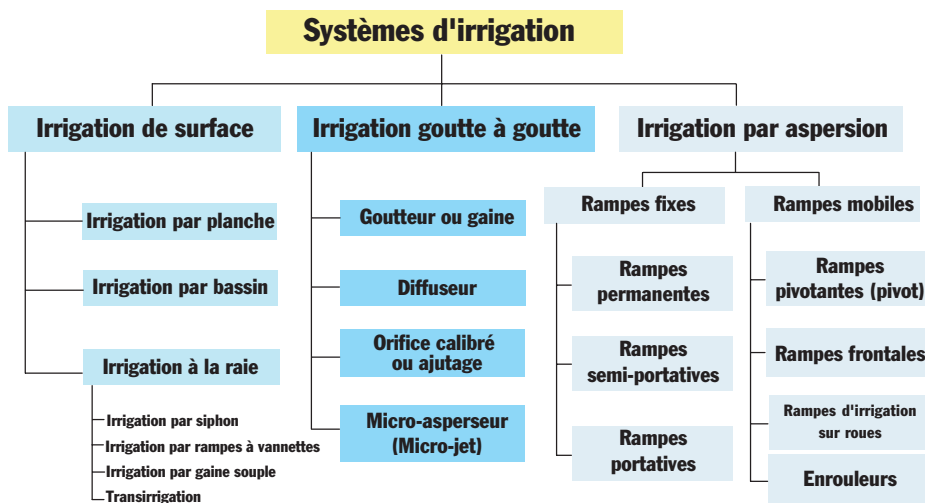 Systèmes d'irrigation
Irrigation de surface
Irrigation par planche
Irrigation par bassin
Irrigation à la raie
Irrigation par siphon
Irrigation par rampes à vannettes
Irrigation par gaine souple
Transirrigation
Irrigation goutte à goutte
Goutteur ou gaine
Diffuseur
Orifice calibré
ou ajutage
Micro-asperseur
(Micro-jet)
Irrigation par aspersion
Rampes fixes
Rampes
permanentes
Rampes
semi-portatives
Rampes
portatives
Rampes mobiles
Rampes
pivotantes (pivot)
Rampes frontales
Rampes d'irrigation
sur roues
Enrouleurs